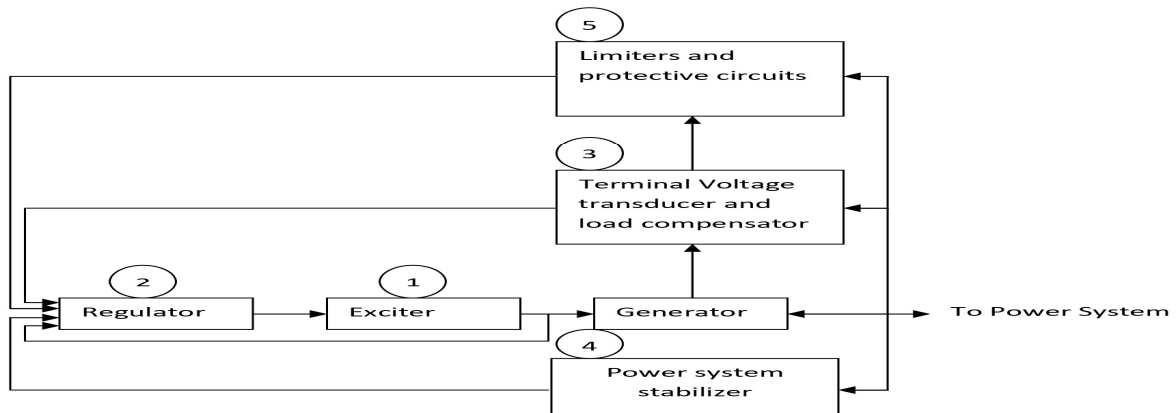 5
Limiters and
protective circuits
3
Terminal Voltage
transducer and
load compensator
2
Regulator
1
Exciter
Generator
To Power System
4
Power system
stabilizer